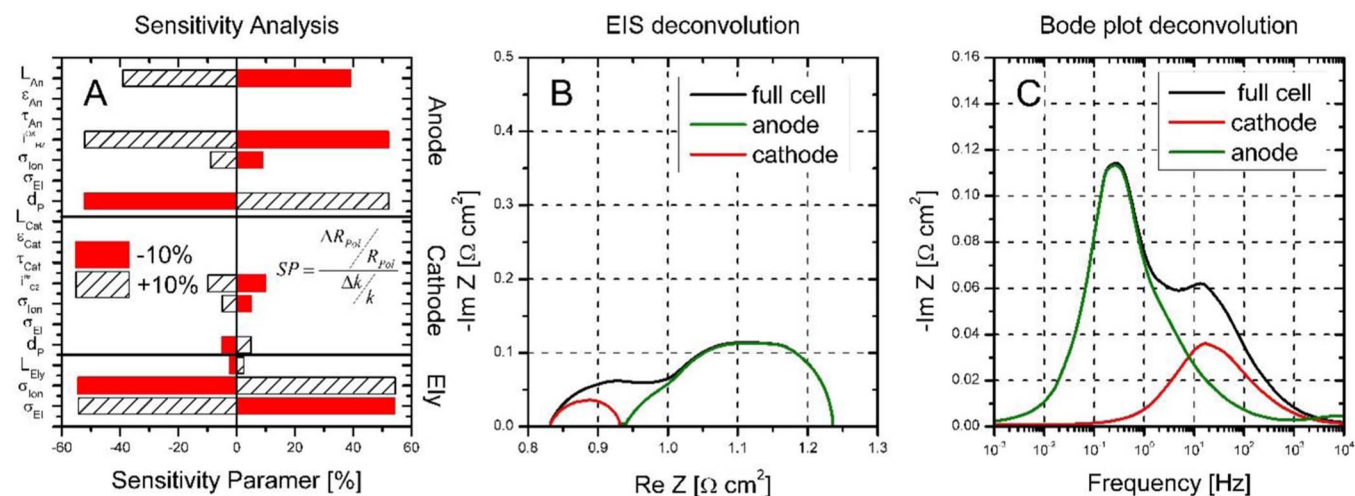 Sensitivity Analysis
A
L_An
ε_An
τ_An
i^ox_H2
σ_Ion
σ_El
d_P
L_Cat
ε_Cat
τ_Cat
σ_Ion
σ_El
d_P
L_Ely
σ_Ion
σ_El
-10%
+10%
SP = ΔR_Pol / R_Pol
Δk / k
Anode
Cathode
Ely
-60 -40 -20 0 20 40 60
Sensitivity Paramer [%]
EIS deconvolution
B
full cell
anode
cathode
0.5
0.4
0.3
0.2
0.1
0.0
-Im Z [Ω cm²]
0.8 0.9 1.0 1.1 1.2 1.3
Re Z [Ω cm²]
Bode plot deconvolution
C
full cell
cathode
anode
0.16
0.14
0.12
0.10
0.08
0.06
0.04
0.02
0.00
-Im Z [Ω cm²]
10⁻³ 10⁻² 10⁻¹ 10⁰ 10¹ 10² 10³ 10⁴
Frequency [Hz]